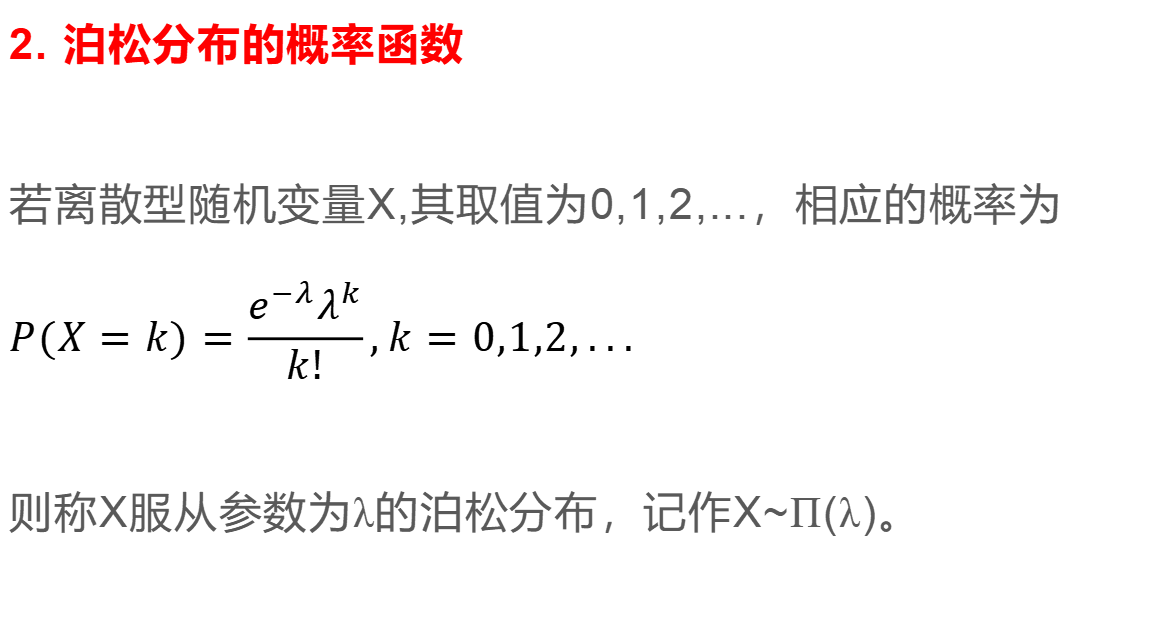 2. 泊松分布的概率函数
若离散型随机变量X,其取值为0,1,2,...，相应的概率为
P(X = k) = \frac{e^{-λ}λ^k}{k!}, k = 0,1,2,...
则称X服从参数为λ的泊松分布，记作X~Π(λ)。